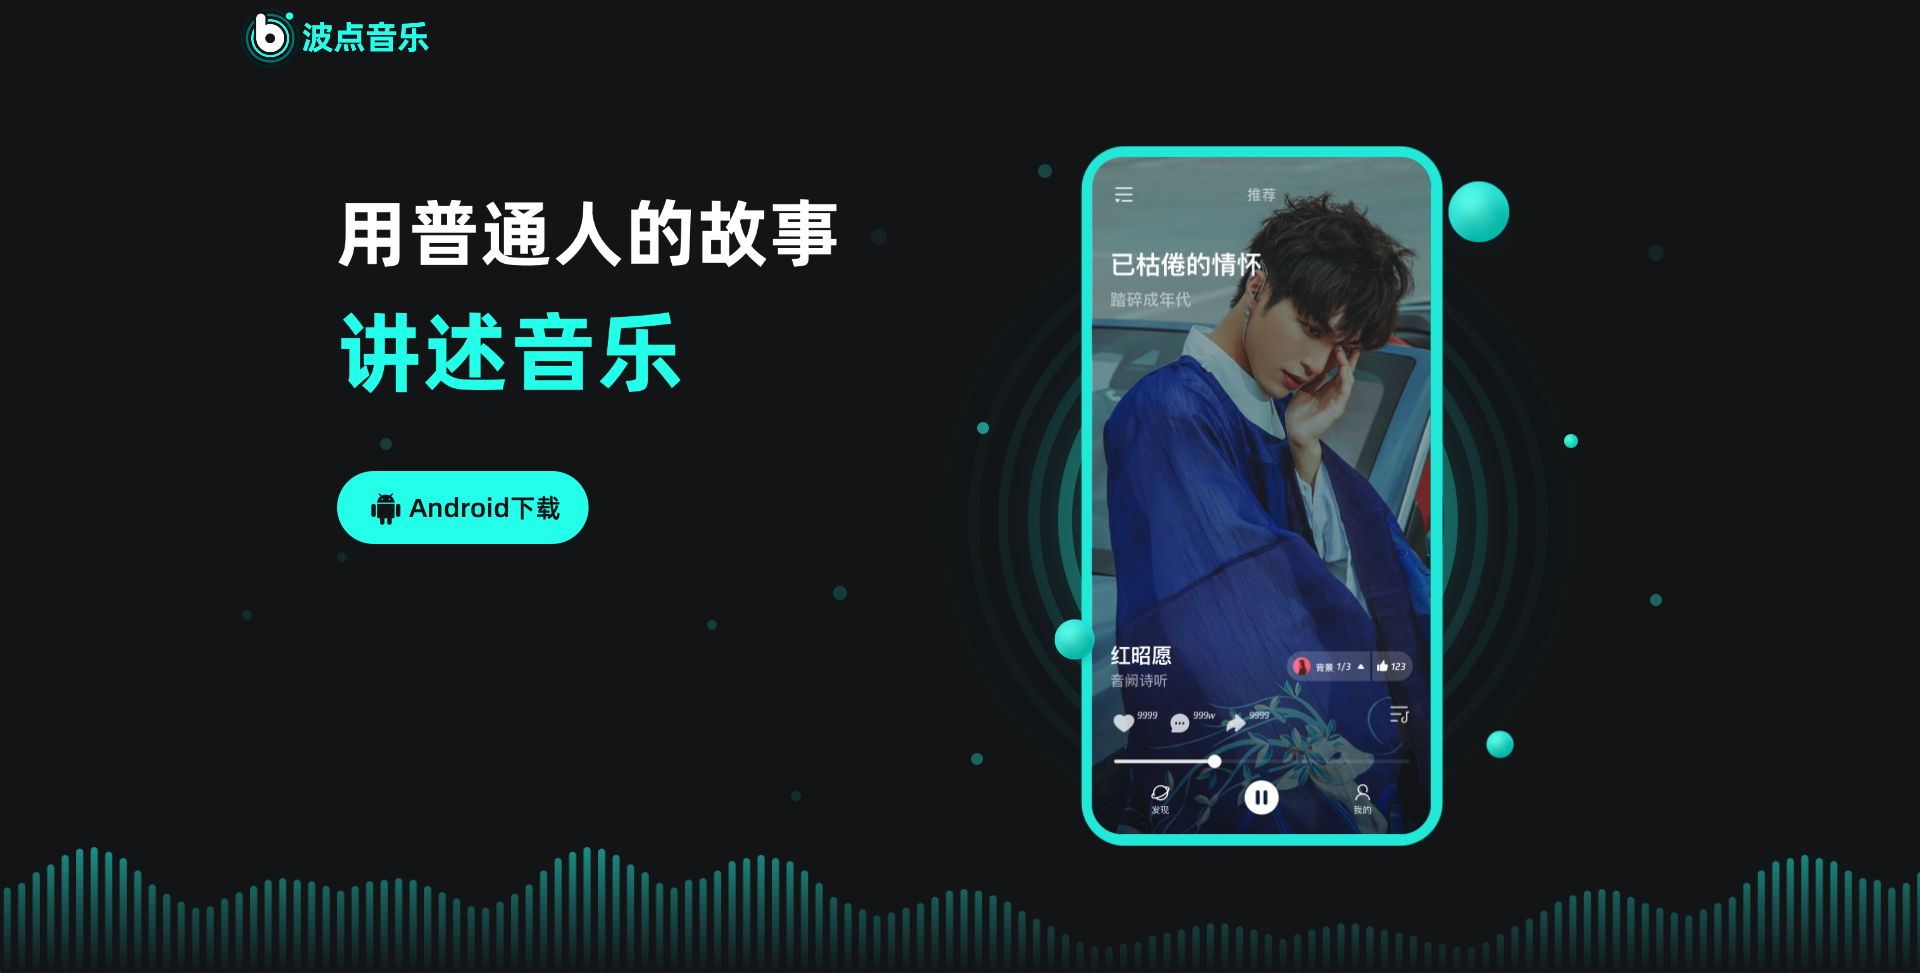 波点音乐
用普通人的故事
讲述音乐
Android下载
推荐
已枯倦的情怀
踏碎成年代
红昭愿
音阙诗听
背景 1/3
123
9999
999w
9999
发现
我的